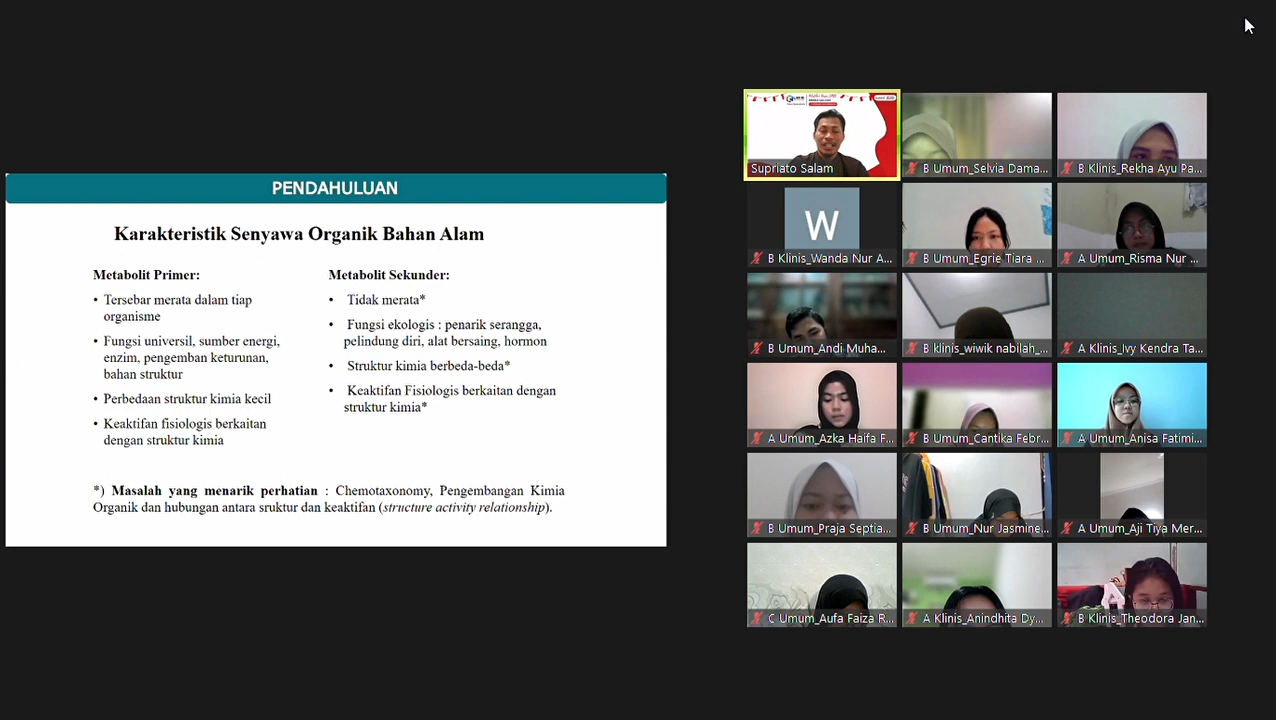 PENDAHULUAN
Karakteristik Senyawa Organik Bahan Alam
Metabolit Primer:
• Tersebar merata dalam tiap
organisme
• Fungsi universil, sumber energi,
enzim, pengemban keturunan,
bahan struktur
• Perbedaan struktur kimia kecil
• Keaktifan fisiologis berkaitan
dengan struktur kimia
Metabolit Sekunder:
• Tidak merata*
• Fungsi ekologis : penarik serangga,
pelindung diri, alat bersaing, hormon
• Struktur kimia berbeda-beda*
• Keaktifan Fisiologis berkaitan dengan
struktur kimia*
*) Masalah yang menarik perhatian : Chemotaxonomy, Pengembangan Kimia
Organik dan hubungan antara sruktur dan keaktifan (structure activity relationship).
Supriato Salam
B Umum_Selvia Dama...
B Klinis_Rekha Ayu Pa...
W
B Klinis_Wanda Nur A...
B Umum_Egrie Tiara ...
A Umum_Risma Nur ...
B Umum_Andi Muha...
B klinis_wiwik nabilah_...
A Klinis_Ivy Kendra Ta...
A Umum_Azka Haifa F...
B Umum_Cantika Febr...
A Umum_Anisa Fatimi...
B Umum_Praja Septia...
B Umum_Nur Jasmine...
A Umum_Aji Tiya Mer...
C Umum_Aufa Faiza R...
A Klinis_Anindhita Dy...
B Klinis_Theodora Jan...